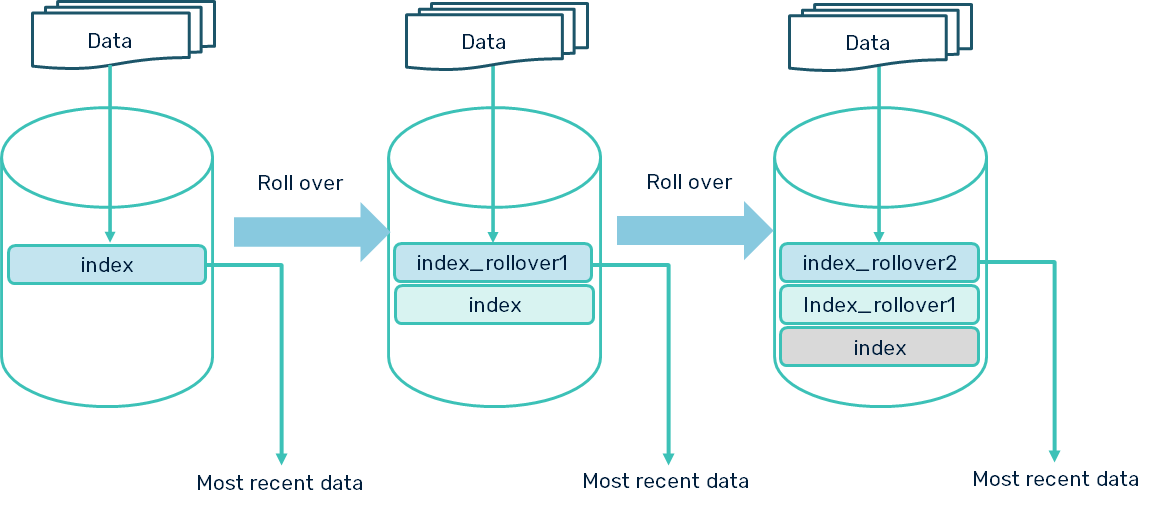 Data
Data
Data
Roll over
Roll over
index
index_rollover1
index
index_rollover2
Index_rollover1
index
Most recent data
Most recent data
Most recent data